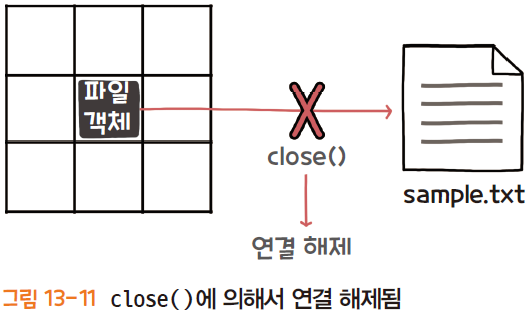 파일
객체
close()
sample.txt
연결 해제
그림 13-11 close()에 의해서 연결 해제됨